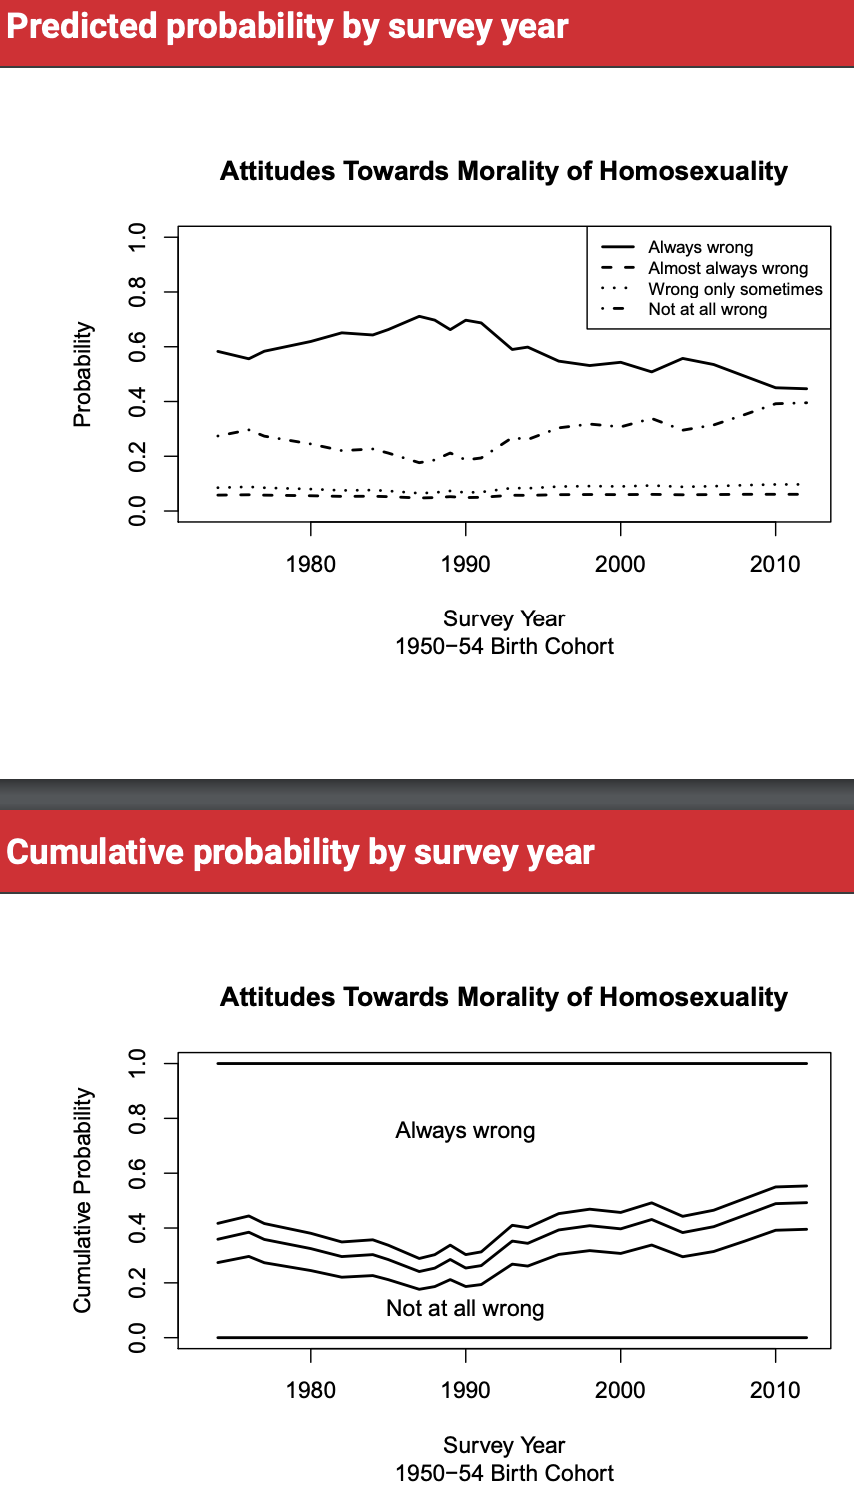 Predicted probability by survey year
Attitudes Towards Morality of Homosexuality
Always wrong
Almost always wrong
Wrong only sometimes
Not at all wrong
Probability
1.0
0.8
0.6
0.4
0.2
0.0
1980 1990 2000 2010
Survey Year
1950−54 Birth Cohort
Cumulative probability by survey year
Attitudes Towards Morality of Homosexuality
Cumulative Probability
1.0
0.8
0.6
0.4
0.2
0.0
Always wrong
Not at all wrong
1980 1990 2000 2010
Survey Year
1950−54 Birth Cohort